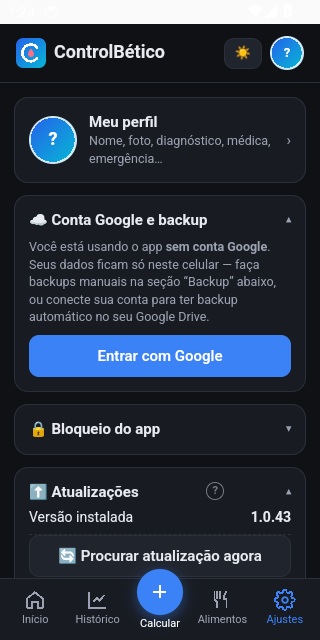 ControlBético
?
Meu perfil
Nome, foto, diagnóstico, médica,
emergência…
?
Conta Google e backup
Você está usando o app sem conta Google.
Seus dados ficam só neste celular — faça
backups manuais na seção “Backup” abaixo,
ou conecte sua conta para ter backup
automático no seu Google Drive.
Entrar com Google
Bloqueio do app
Atualizações ?
Versão instalada 1.0.43
Procurar atualização agora
Início Histórico Calcular Alimentos Ajustes